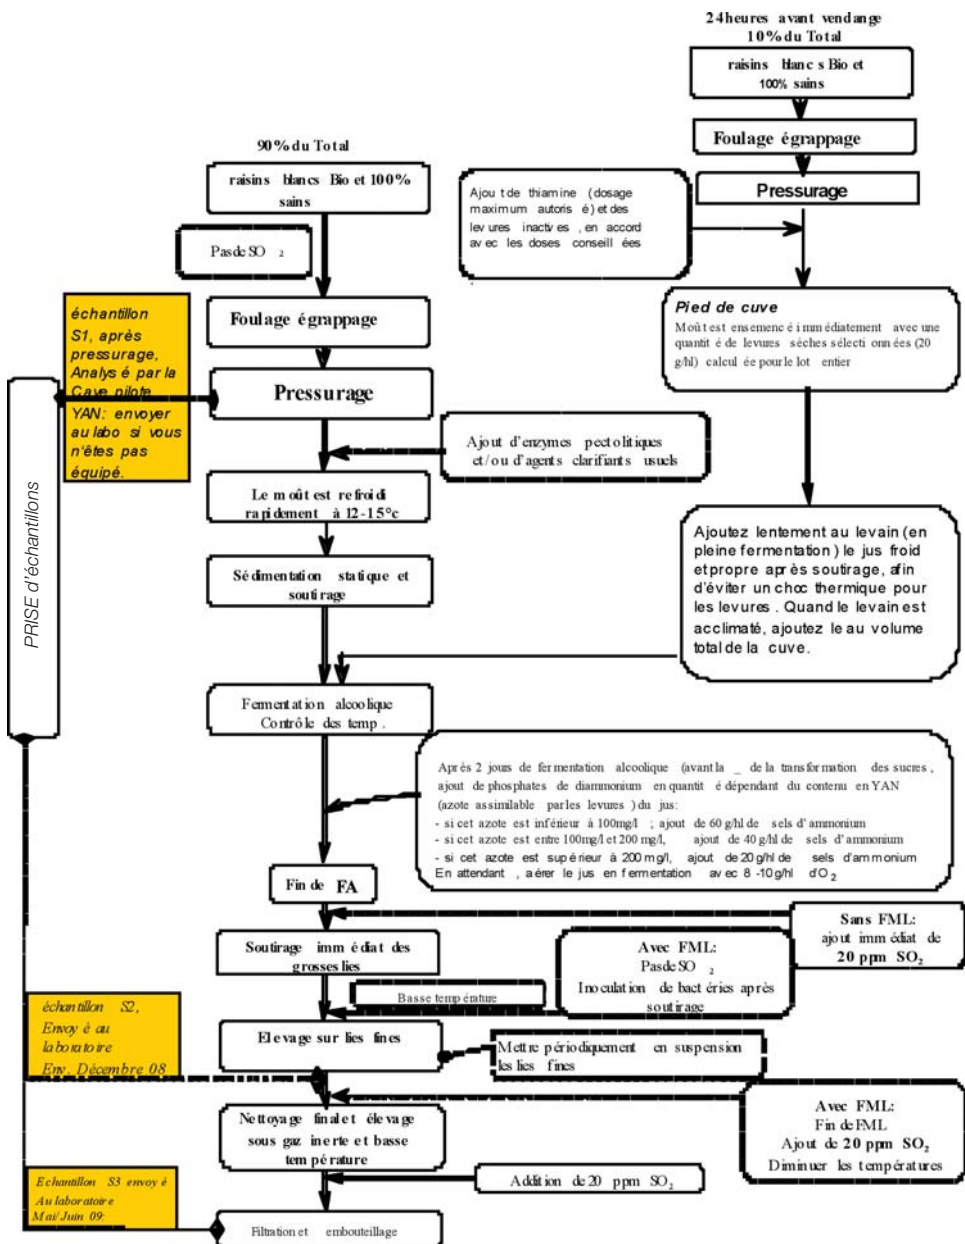 24heures avant vendange
10% du Total
raisins blancs Bio et
100% sains
Foulage égrappage
Pressurage
90% du Total
raisins blancs Bio et 100%
sains
Pas de SO 2
Ajout de thiamine (dosage
maximum autorisé) et des
levures inactives, en accord
avec les doses conseillées
Foulage égrappage
Pied de cuve
Moût est ensemencé immédiatement avec une
quantité de levures sèches sélectionnées (20
g/hl) calculée pour le lot entier
échantillon
S1, après
pressurage,
Analysé par la
Cave pilote
YAN: envoyer
au labo si vous
n'êtes pas
équipé.
Pressurage
PRISE d'échantillons
Ajout d'enzymes pectolitiques
et/ou d'agents clarifiants usuels
Le moût est refroidi
rapidement à 12-15°c
Sédimentation statique et
soutirage
Ajoutez lentement au levain (en
pleine fermentation) le jus froid
et propre après soutirage, afin
d'éviter un choc thermique pour
les levures. Quand le levain est
acclimaté, ajoutez le au volume
total de la cuve.
Fermentation alcoolique
Contrôle des temp.
Après 2 jours de fermentation alcoolique (avant la _ de la transformation des sucres,
ajout de phosphates de diammonium en quantité dépendant du contenu en YAN
(azote assimilable par les levures) du jus:
- si cet azote est inférieur à 100mg/l ; ajout de 60 g/hl de sels d'ammonium
- si cet azote est entre 100mg/l et 200 mg/l, ajout de 40 g/hl de sels d'ammonium
- si cet azote est supérieur à 200 mg/l, ajout de 20 g/hl de sels d'ammonium
En attendant, aérer le jus en fermentation avec 8-10 g/hl d'O2
Fin de FA
Sans FML:
ajout immédiat de
20 ppm SO2
Soutirage immédiat des
grosses lies
Avec FML:
Pas de SO 2
Inoculation de bactéries après
soutirage
Basse température
échantillon S2,
Envoyé au
laboratoire
Env. Décembre 08
Elevage sur lies fines
Mettre périodiquement en suspension
les lies fines
Nettoyage final et élevage
sous gaz inerte et basse
température
Avec FML:
Fin de FML
Ajout de 20 ppm SO2
Diminuer les températures
Echantillon S3 envoyé
Au laboratoire
Mai/Juin 09:
Addition de 20 ppm SO2
Filtration et embouteillage